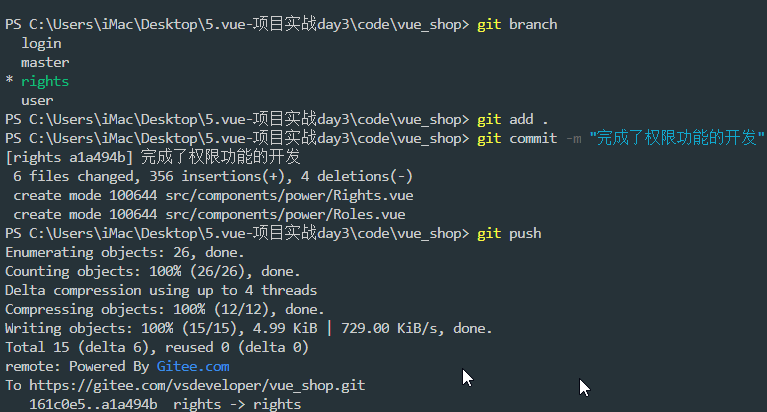 PS C:\Users\iMac\Desktop\5.vue-项目实战day3\code\vue_shop> git branch
  login
  master
* rights
  user
PS C:\Users\iMac\Desktop\5.vue-项目实战day3\code\vue_shop> git add .
PS C:\Users\iMac\Desktop\5.vue-项目实战day3\code\vue_shop> git commit -m "完成了权限功能的开发"
[rights a1a494b] 完成了权限功能的开发
 6 files changed, 356 insertions(+), 4 deletions(-)
 create mode 100644 src/components/power/Rights.vue
 create mode 100644 src/components/power/Roles.vue
PS C:\Users\iMac\Desktop\5.vue-项目实战day3\code\vue_shop> git push
Enumerating objects: 26, done.
Counting objects: 100% (26/26), done.
Delta compression using up to 4 threads
Compressing objects: 100% (12/12), done.
Writing objects: 100% (15/15), 4.99 KiB | 729.00 KiB/s, done.
Total 15 (delta 6), reused 0 (delta 0)
remote: Powered By Gitee.com
To https://gitee.com/vsdeveloper/vue_shop.git
   161c0e5..a1a494b  rights -> rights